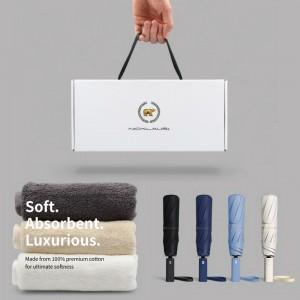 Soft.
Absorbent.
Luxurious.
Made from 100% premium cotton
for ultimate softness